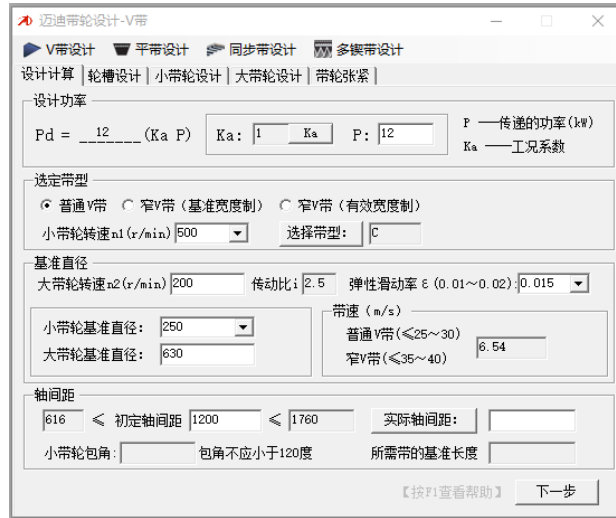 迈迪带轮设计-V带
V带设计 平带设计 同步带设计 多锲带设计
设计计算 轮槽设计 小带轮设计 大带轮设计 带轮张紧
设计功率
Pd = __12____(Ka P) Ka: 1 Ka P: 12
P ——传递的功率(kW)
Ka ——工况系数
选定带型
普通V带 窄V带(基准宽度制) 窄V带(有效宽度制)
小带轮转速n1(r/min) 500 选择带型: C
基准直径
大带轮转速n2(r/min) 200 传动比i 2.5 弹性滑动率ε(0.01~0.02): 0.015
小带轮基准直径: 250
大带轮基准直径: 630
带速(m/s)
普通V带(≤25~30)
窄V带(≤35~40)
6.54
轴间距
616 ≤ 初定轴间距 1200 ≤ 1760 实际轴间距:
小带轮包角: 包角不应小于120度 所需带的基准长度
【按F1查看帮助】 下一步